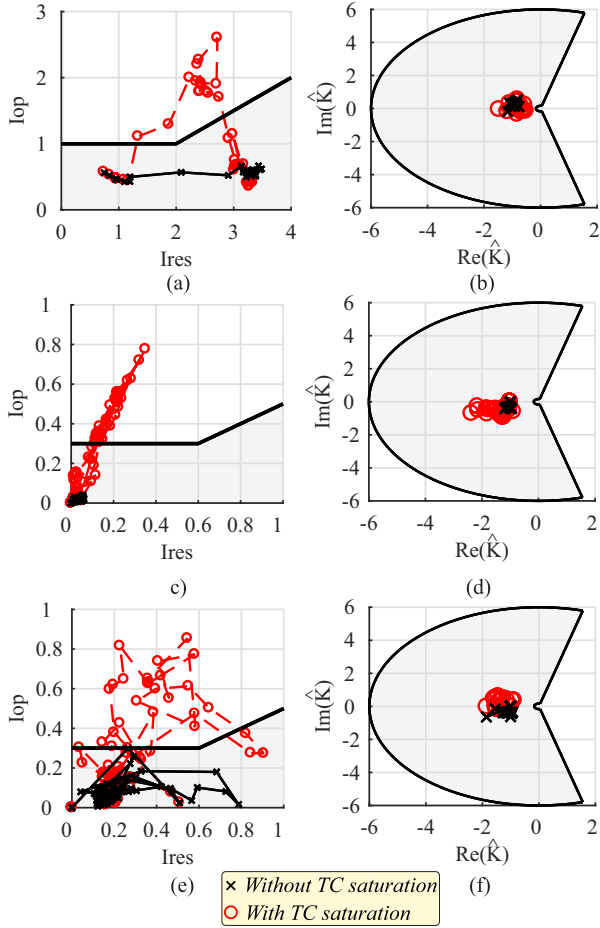 3
2
1
0
Iop
0 1 2 3 4
Ires
(a)
6
4
2
0
-2
-4
-6
Im(K̂)
-6 -4 -2 0 2
Re(K̂)
(b)
1
0.8
0.6
0.4
0.2
0
Iop
0 0.2 0.4 0.6 0.8 1
Ires
c)
6
4
2
0
-2
-4
-6
Im(K̂)
-6 -4 -2 0 2
Re(K̂)
(d)
1
0.8
0.6
0.4
0.2
0
Iop
0 0.2 0.4 0.6 0.8 1
Ires
(e)
6
4
2
0
-2
-4
-6
Im(K̂)
-6 -4 -2 0 2
Re(K̂)
(f)
Without TC saturation
With TC saturation